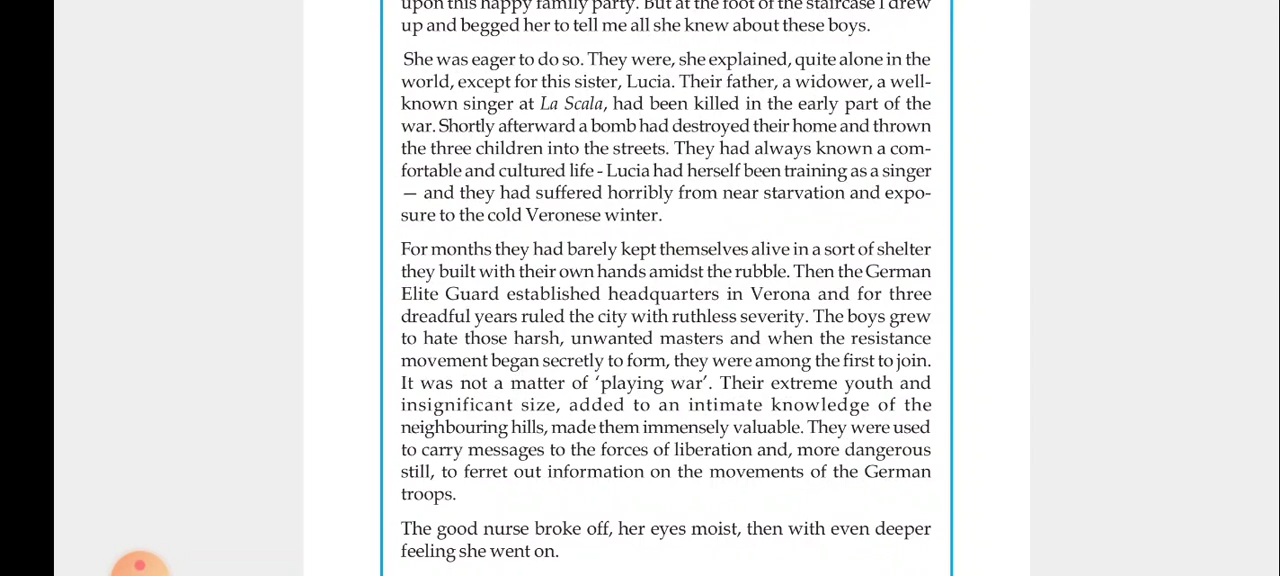 upon this happy family party. But at the foot of the staircase I drew
up and begged her to tell me all she knew about these boys.
She was eager to do so. They were, she explained, quite alone in the
world, except for this sister, Lucia. Their father, a widower, a well-
known singer at La Scala, had been killed in the early part of the
war. Shortly afterward a bomb had destroyed their home and thrown
the three children into the streets. They had always known a com-
fortable and cultured life - Lucia had herself been training as a singer
— and they had suffered horribly from near starvation and expo-
sure to the cold Veronese winter.
For months they had barely kept themselves alive in a sort of shelter
they built with their own hands amidst the rubble. Then the German
Elite Guard established headquarters in Verona and for three
dreadful years ruled the city with ruthless severity. The boys grew
to hate those harsh, unwanted masters and when the resistance
movement began secretly to form, they were among the first to join.
It was not a matter of ‘playing war’. Their extreme youth and
insignificant size, added to an intimate knowledge of the
neighbouring hills, made them immensely valuable. They were used
to carry messages to the forces of liberation and, more dangerous
still, to ferret out information on the movements of the German
troops.
The good nurse broke off, her eyes moist, then with even deeper
feeling she went on.